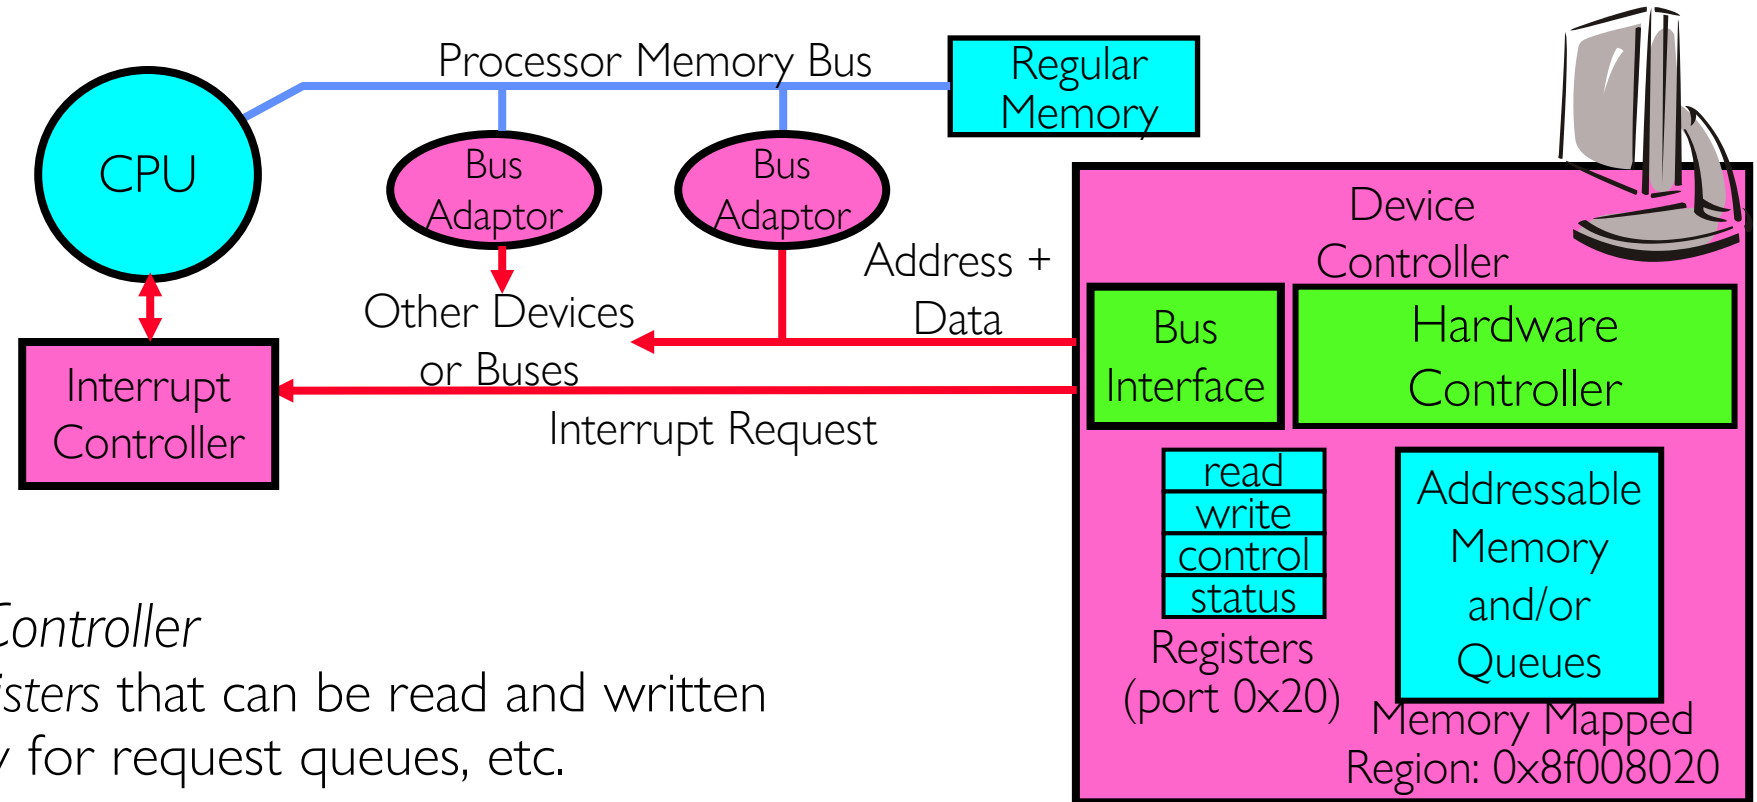 Processor Memory Bus
Regular
Memory
CPU
Bus
Adaptor
Bus
Adaptor
Address +
Data
Other Devices
or Buses
Interrupt
Controller
Interrupt Request
Device
Controller
Bus
Interface
Hardware
Controller
read
write
control
status
Registers
(port 0x20)
Addressable
Memory
and/or
Queues
Memory Mapped
Region: 0x8f008020
Controller
isters that can be read and written
y for request queues, etc.